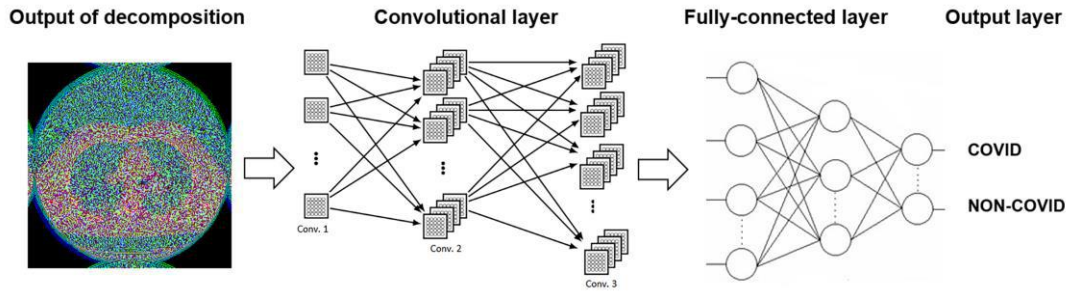 Output of decomposition
Convolutional layer
Fully-connected layer
Output layer
COVID
NON-COVID
Conv. 1
Conv. 2
Conv. 3